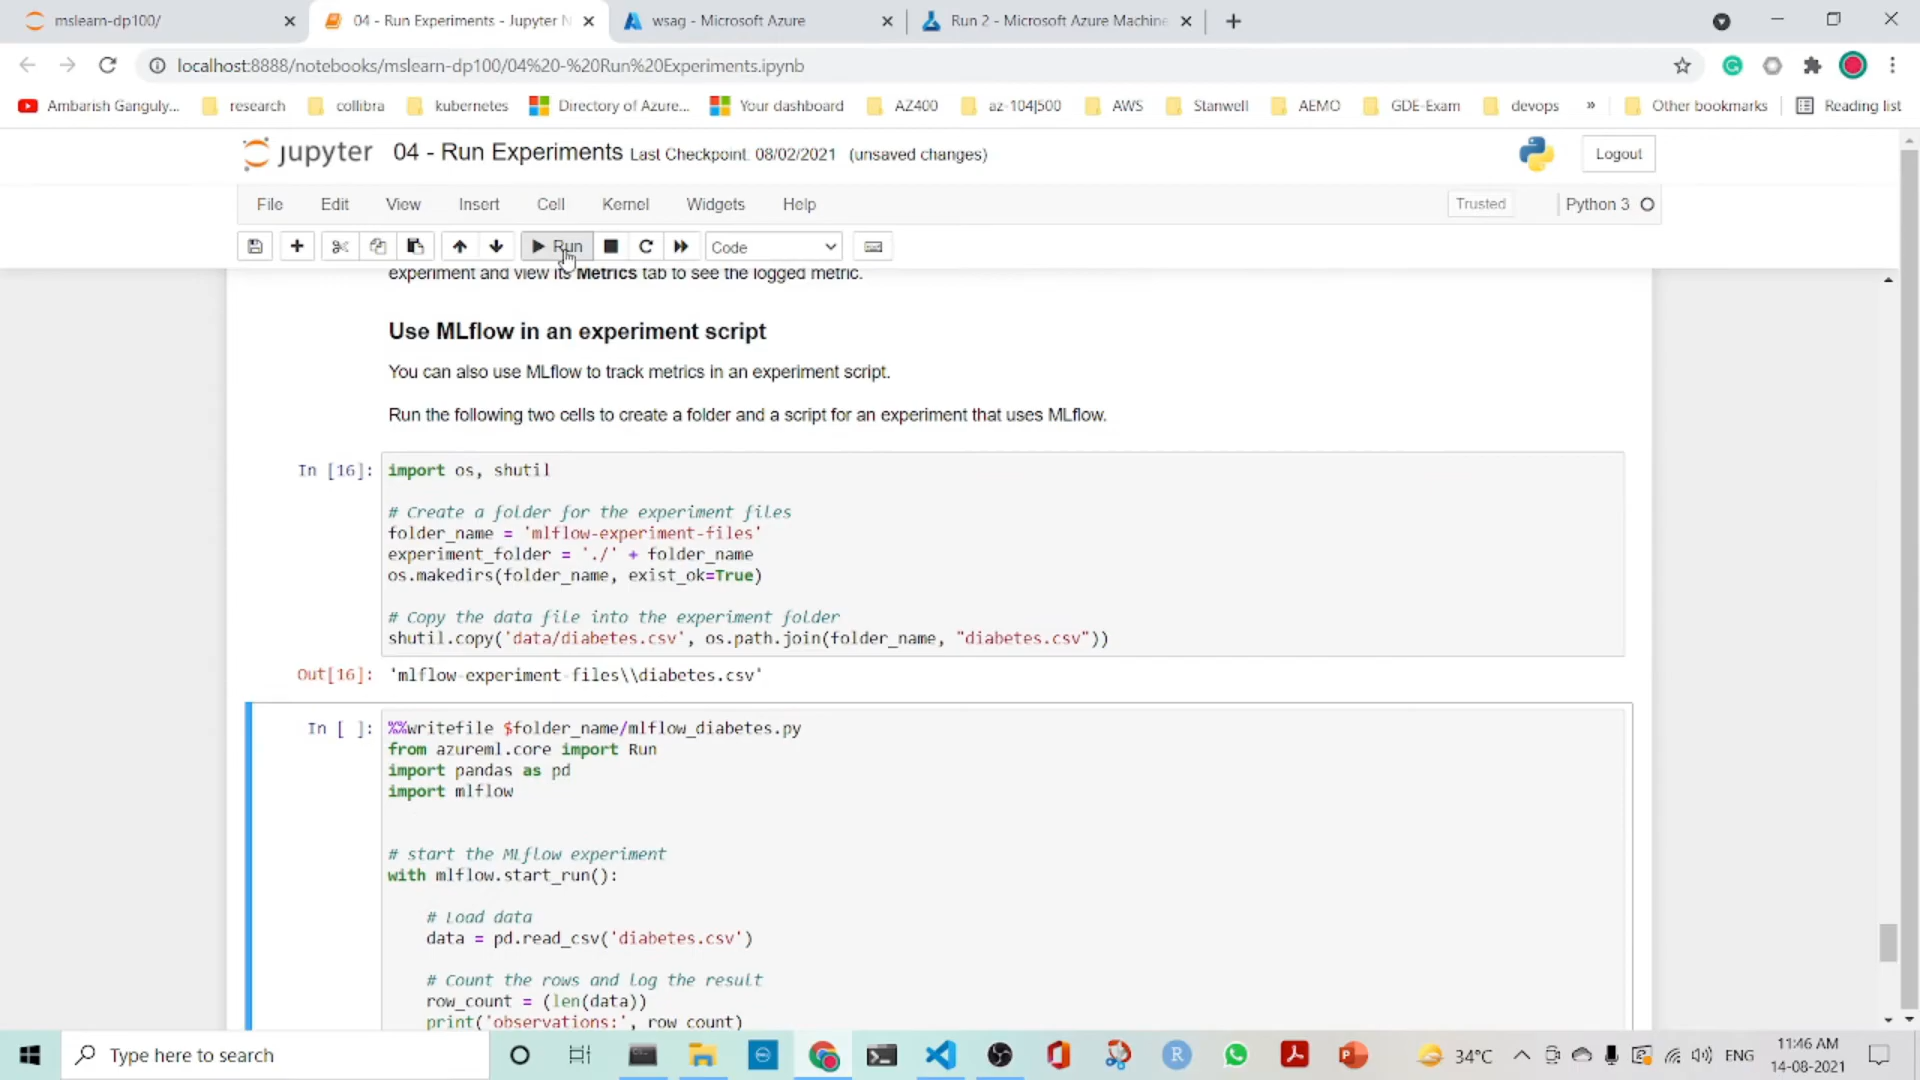 mslearn-dp100/
04 - Run Experiments - Jupyter N
wsag - Microsoft Azure
Run 2 - Microsoft Azure Machine
localhost:8888/notebooks/mslearn-dp100/04%20-%20Run%20Experiments.ipynb
Ambarish Ganguly...
research
collibra
kubernetes
Directory of Azure...
Your dashboard
AZ400
az-104|500
AWS
Stanwell
AEMO
GDE-Exam
devops
»
Other bookmarks
Reading list
jupyter 04 - Run Experiments Last Checkpoint: 08/02/2021 (unsaved changes)
Logout
File Edit View Insert Cell Kernel Widgets Help
Trusted
Python 3
Run
Code
experiment and view its Metrics tab to see the logged metric.
Use MLflow in an experiment script
You can also use MLflow to track metrics in an experiment script.
Run the following two cells to create a folder and a script for an experiment that uses MLflow.
In [16]: import os, shutil
# Create a folder for the experiment files
folder_name = 'mlflow-experiment-files'
experiment_folder = './' + folder_name
os.makedirs(folder_name, exist_ok=True)
# Copy the data file into the experiment folder
shutil.copy('data/diabetes.csv', os.path.join(folder_name, "diabetes.csv"))
Out[16]: 'mlflow-experiment-files\\diabetes.csv'
In [ ]: %%writefile $folder_name/mlflow_diabetes.py
from azureml.core import Run
import pandas as pd
import mlflow
# start the MLflow experiment
with mlflow.start_run():
# Load data
data = pd.read_csv('diabetes.csv')
# Count the rows and log the result
row_count = (len(data))
print('observations:', row_count)
Type here to search
34°C
ENG
11:46 AM
14-08-2021